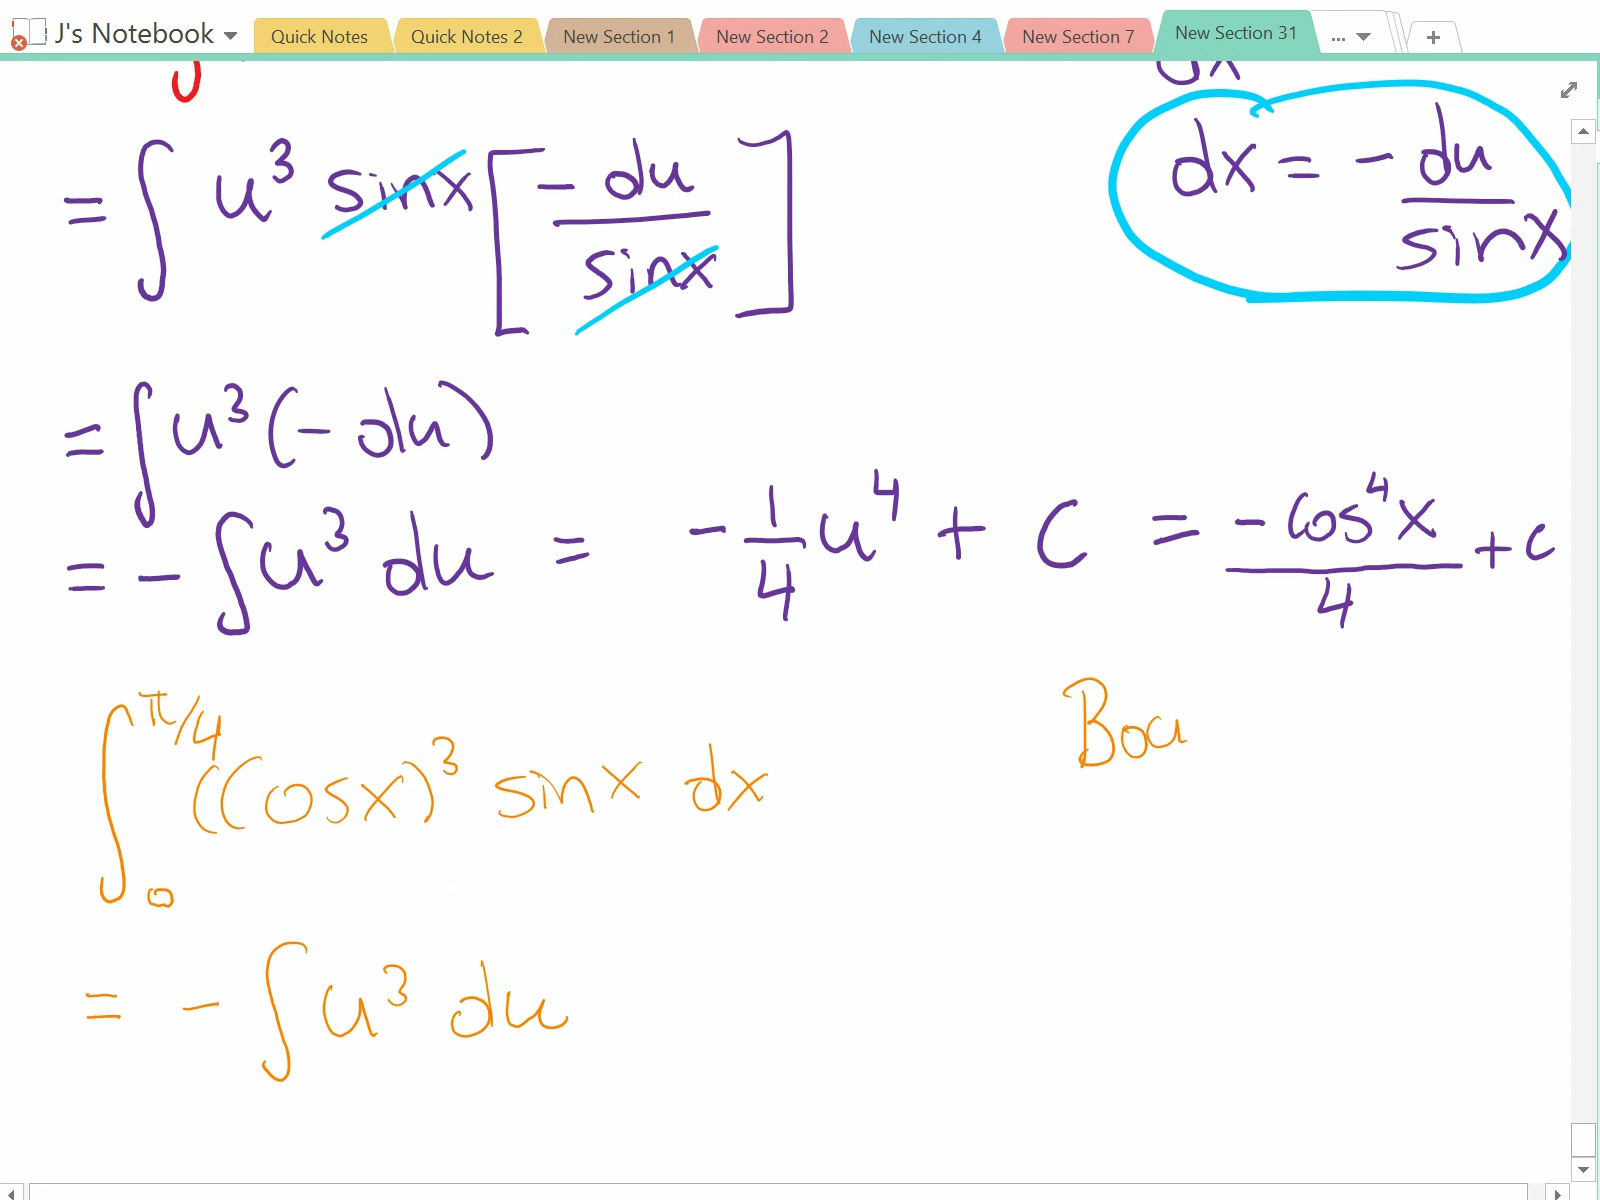 J's Notebook
Quick Notes
Quick Notes 2
New Section 1
New Section 2
New Section 4
New Section 7
New Section 31
...
+
dx = - du/sinx
= ∫ u³ sinx [ - du/sinx ]
= ∫ u³ (- du)
= - ∫ u³ du = - 1/4 u⁴ + C = - cos⁴x/4 + c
∫₀^(π/4) ((cosx)³ sinx dx
Bou
= - ∫ u³ du